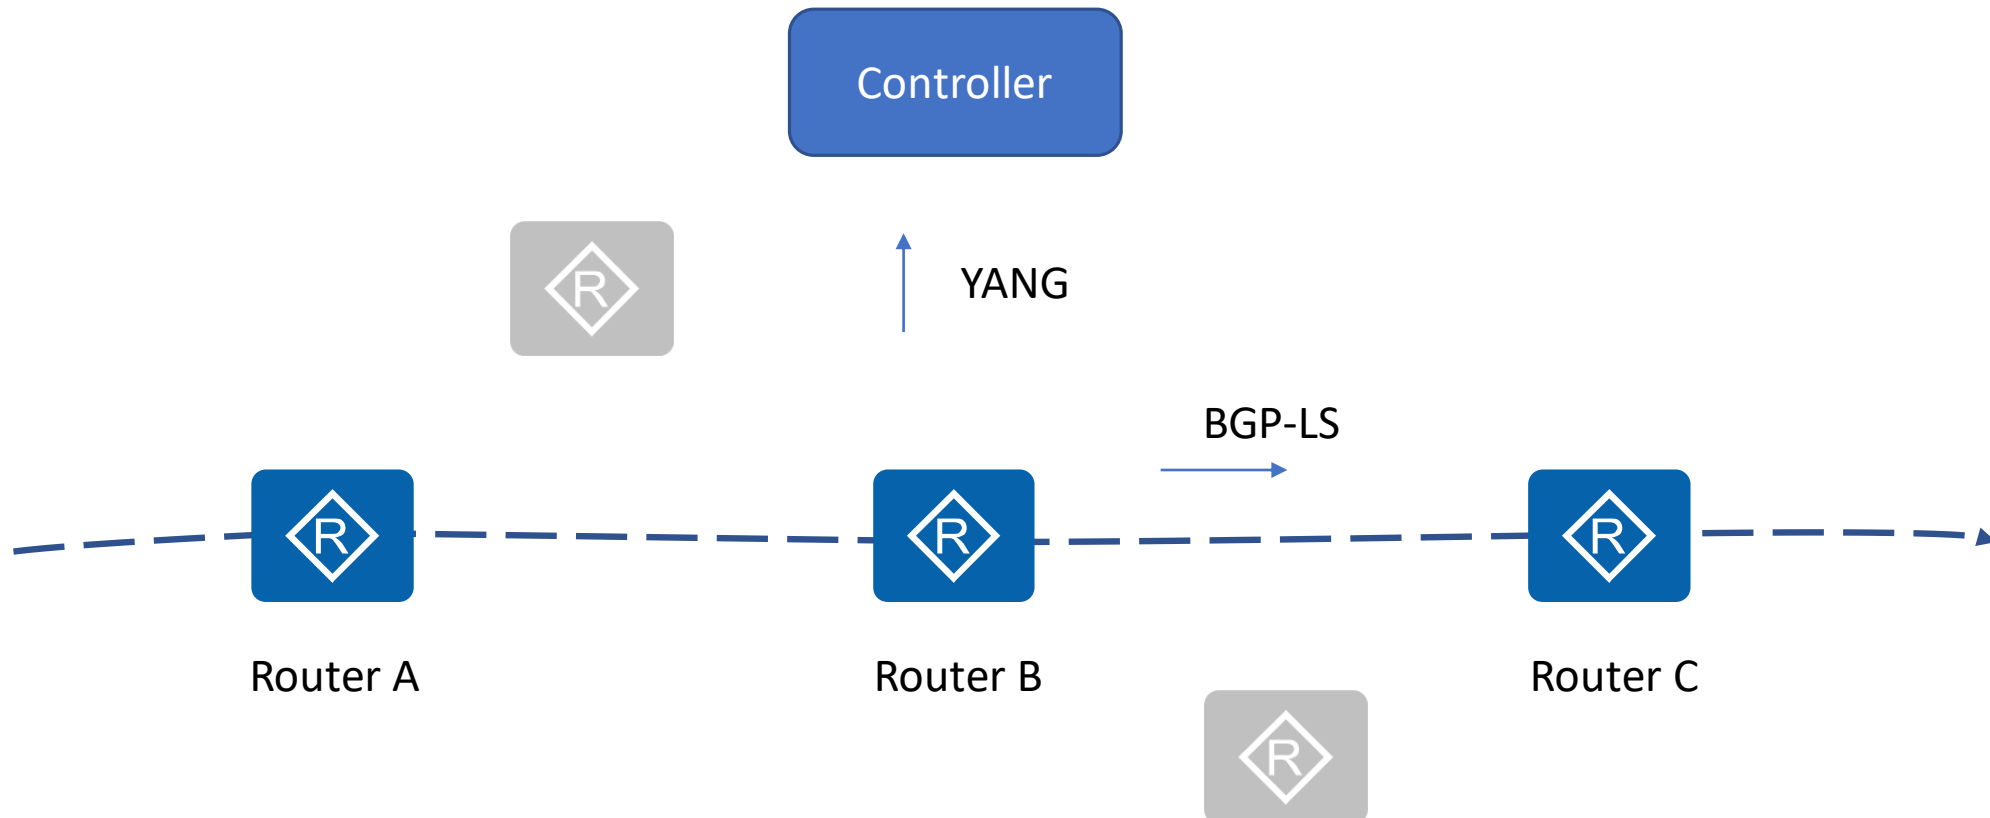 Controller
R
YANG
BGP-LS
R
R
R
Router A
Router B
Router C
R